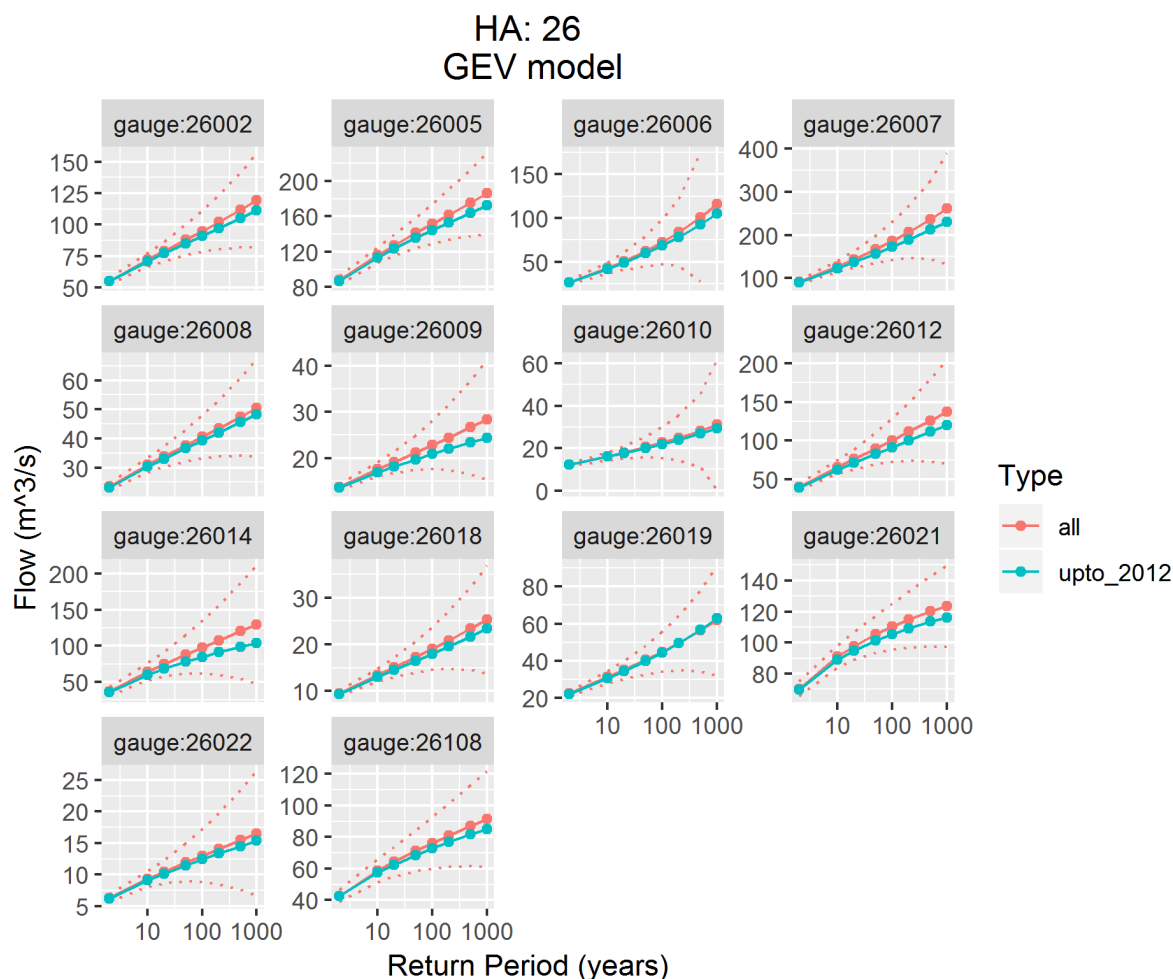 HA: 26
GEV model
gauge:26002
gauge:26005
gauge:26006
gauge:26007
150
125
100
75
50
200
160
120
80
150
100
50
400
300
200
100
gauge:26008
gauge:26009
gauge:26010
gauge:26012
60
50
40
30
40
30
20
60
40
20
0
200
150
100
50
gauge:26014
gauge:26018
gauge:26019
gauge:26021
200
150
100
50
30
20
10
80
60
40
20
140
120
100
80
10 100 1000
10 100 1000
gauge:26022
gauge:26108
25
20
15
10
5
120
100
80
60
40
10 100 1000
10 100 1000
Flow (m^3/s)
Return Period (years)
Type
all
upto_2012